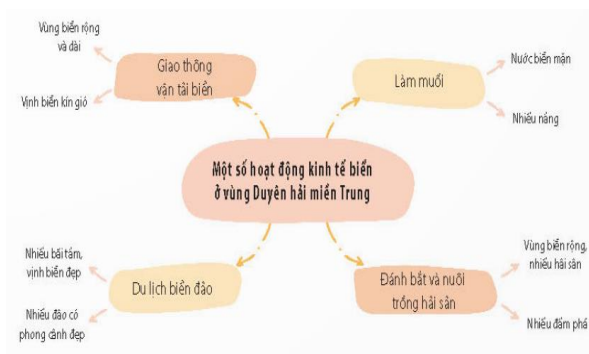 Vùng biển rộng
và dài
Vịnh biển kín gió
Giao thông
vận tải biển
Làm muối
Nước biển mặn
Nhiều nắng
Một số hoạt động kinh tế biển
ở vùng Duyên hải miền Trung
Nhiều bãi tắm,
vịnh biển đẹp
Nhiều đảo có
phong cảnh đẹp
Du lịch biển đảo
Đánh bắt và nuôi
trồng hải sản
Vùng biển rộng,
nhiều hải sản
Nhiều đầm phá